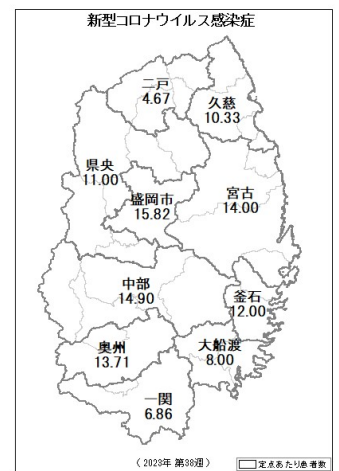 新型コロナウイルス感染症
二戸
4.67
久慈
10.33
県央
11.00
盛岡市
15.82
宮古
14.00
中部
14.90
釜石
12.00
奥州
13.71
大船渡
8.00
一関
6.86
(2023年 第38週)
定点あたり患者数